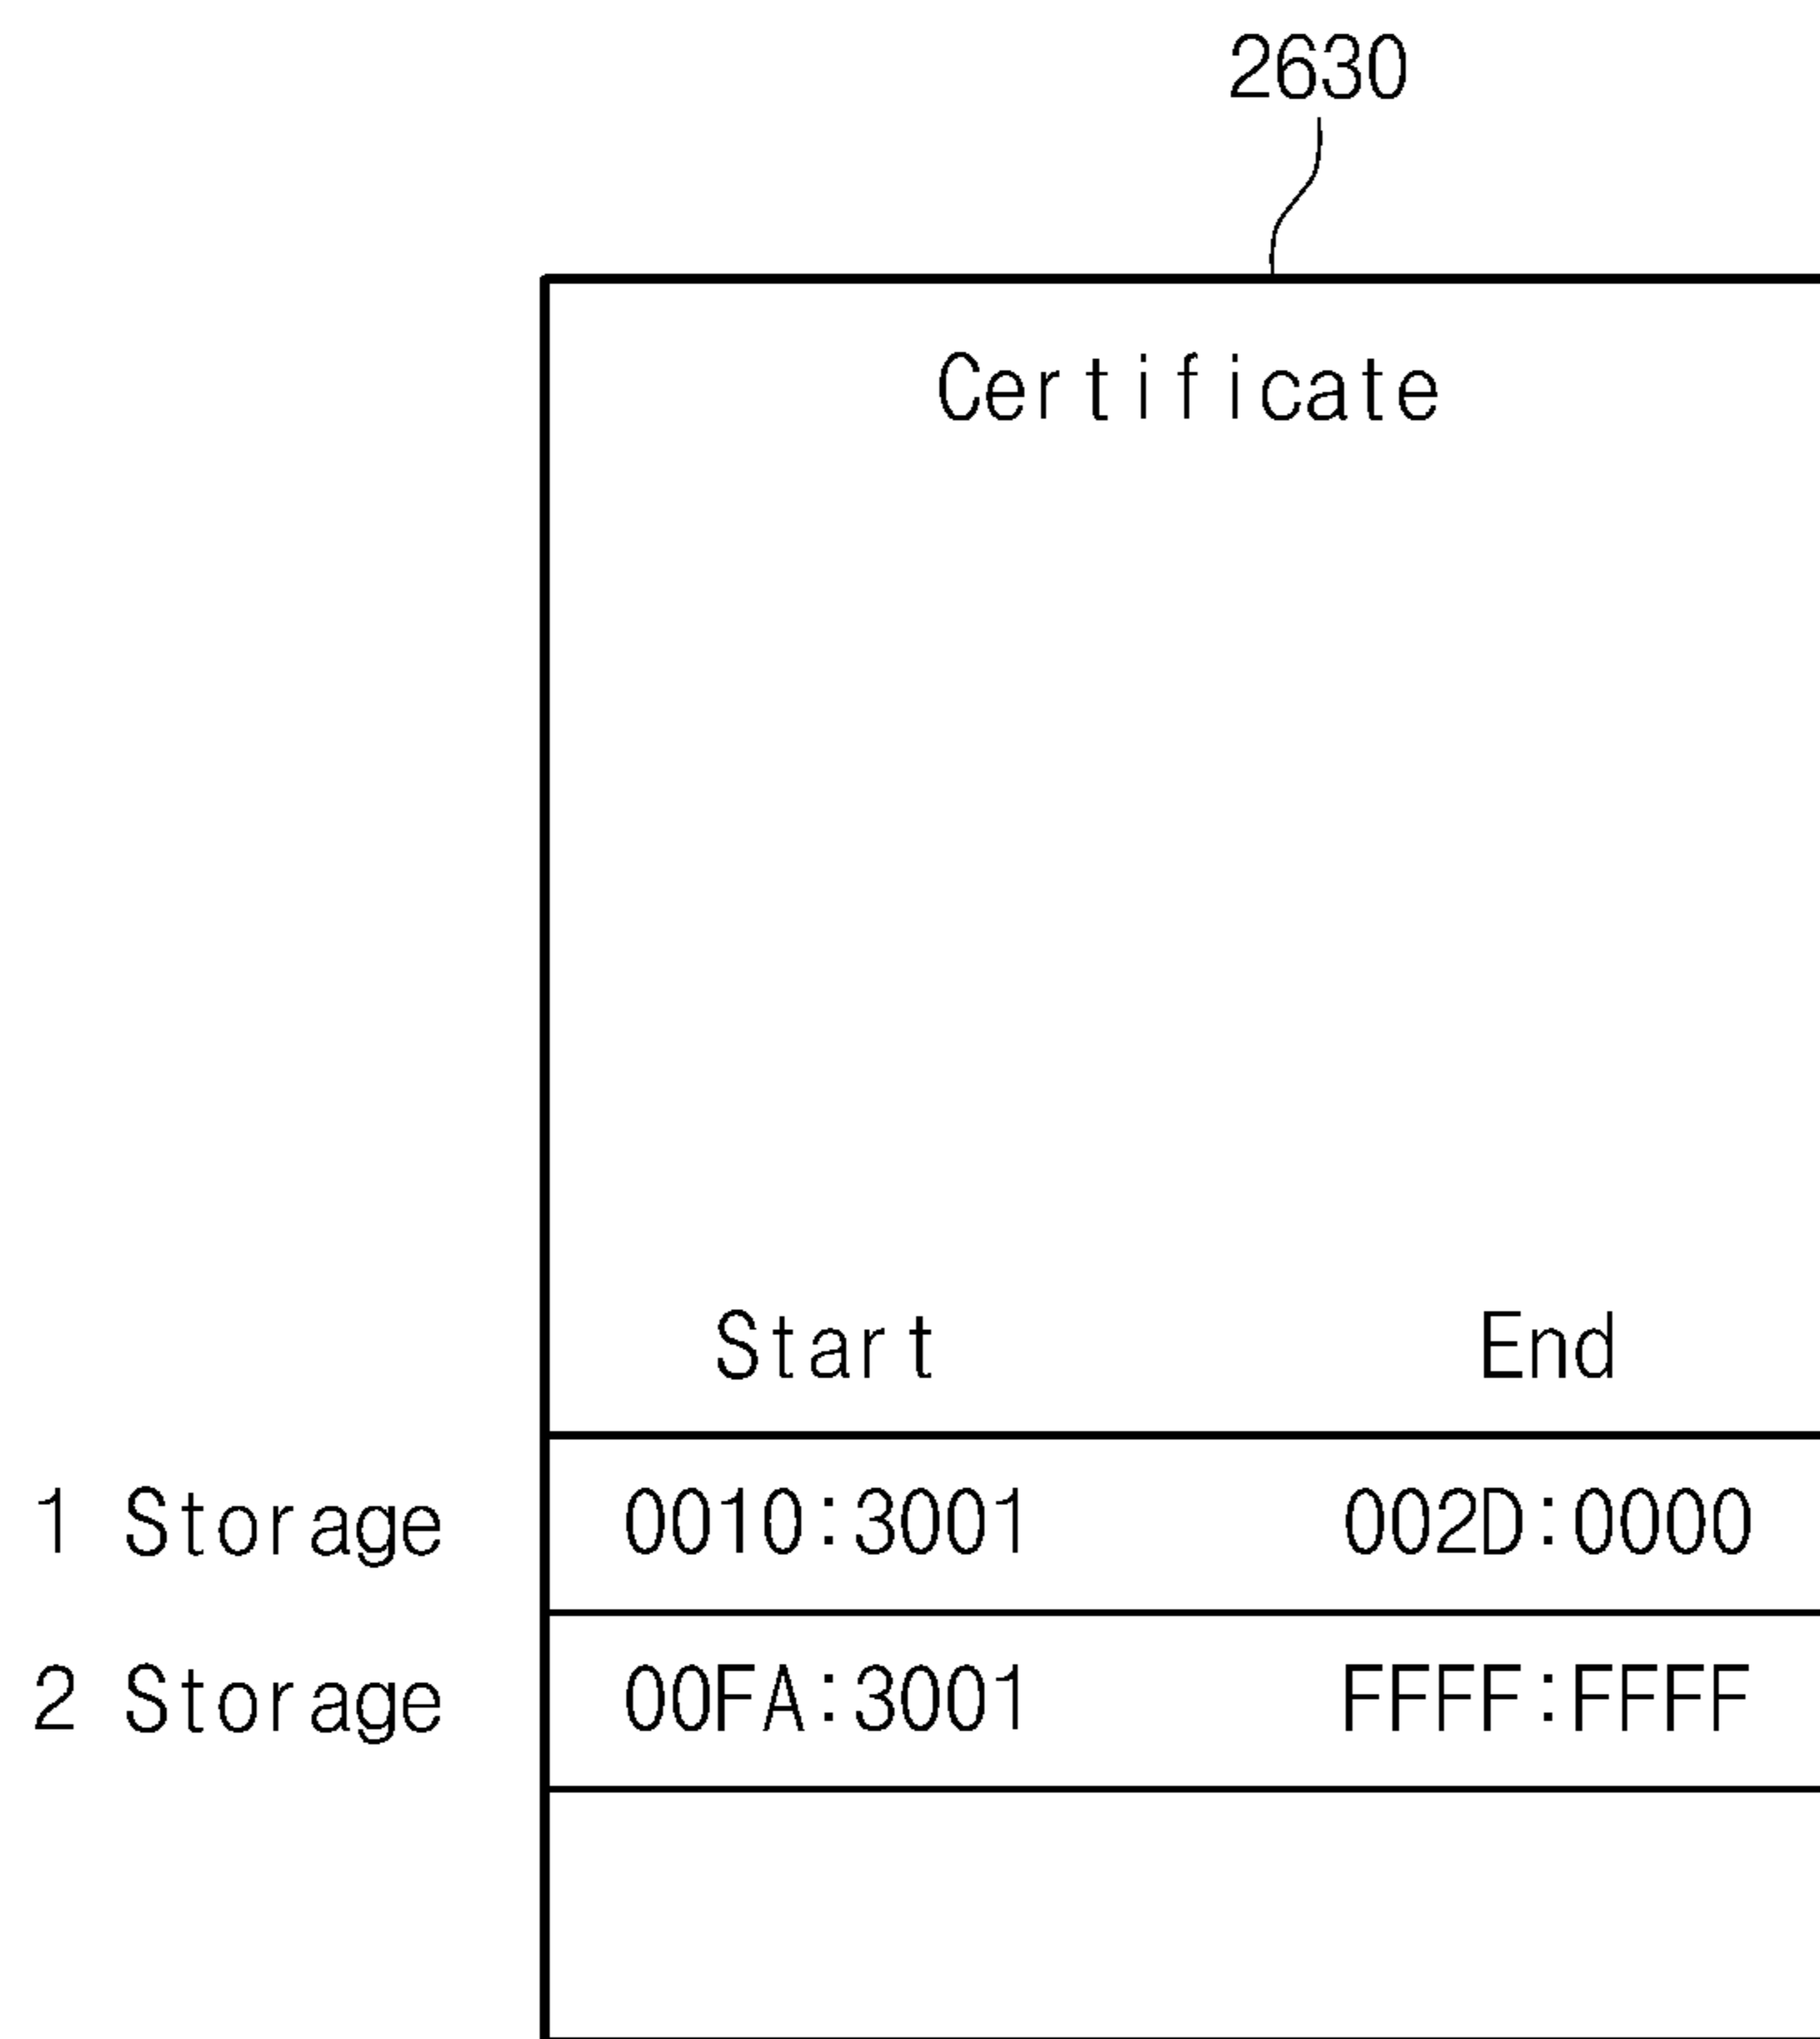 2630
Certificate
Start End
1 Storage 0010:3001 002D:0000
2 Storage 00FA:3001 FFFF:FFFF